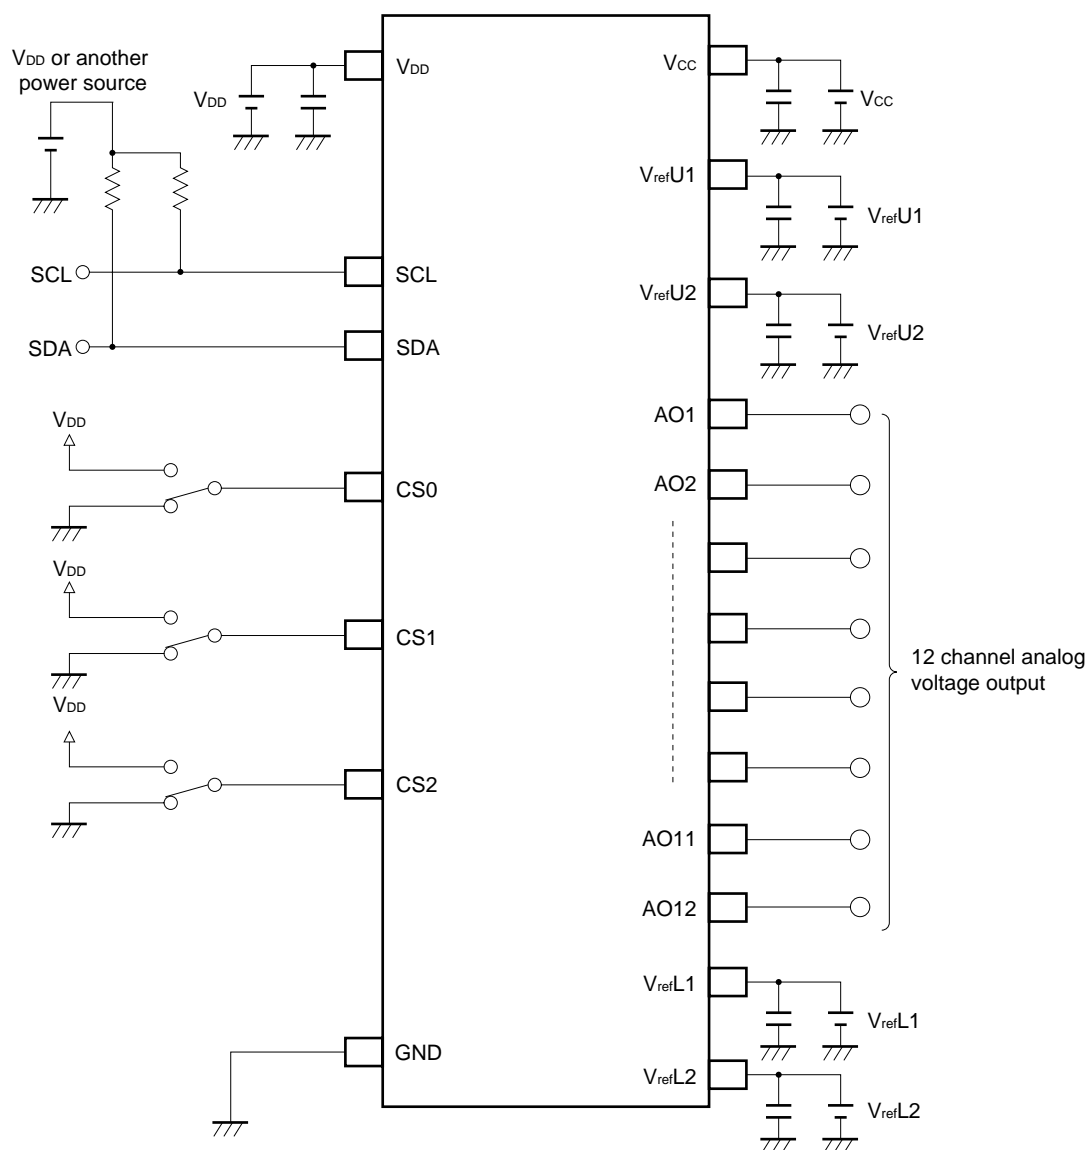 VDD or another
power source
VDD
VDD
SCL
SCL
SDA
SDA
VDD
CS0
VDD
CS1
VDD
CS2
GND
VCC
VCC
VrefU1
VrefU1
VrefU2
VrefU2
AO1
AO2
12 channel analog
voltage output
AO11
AO12
VrefL1
VrefL1
VrefL2
VrefL2